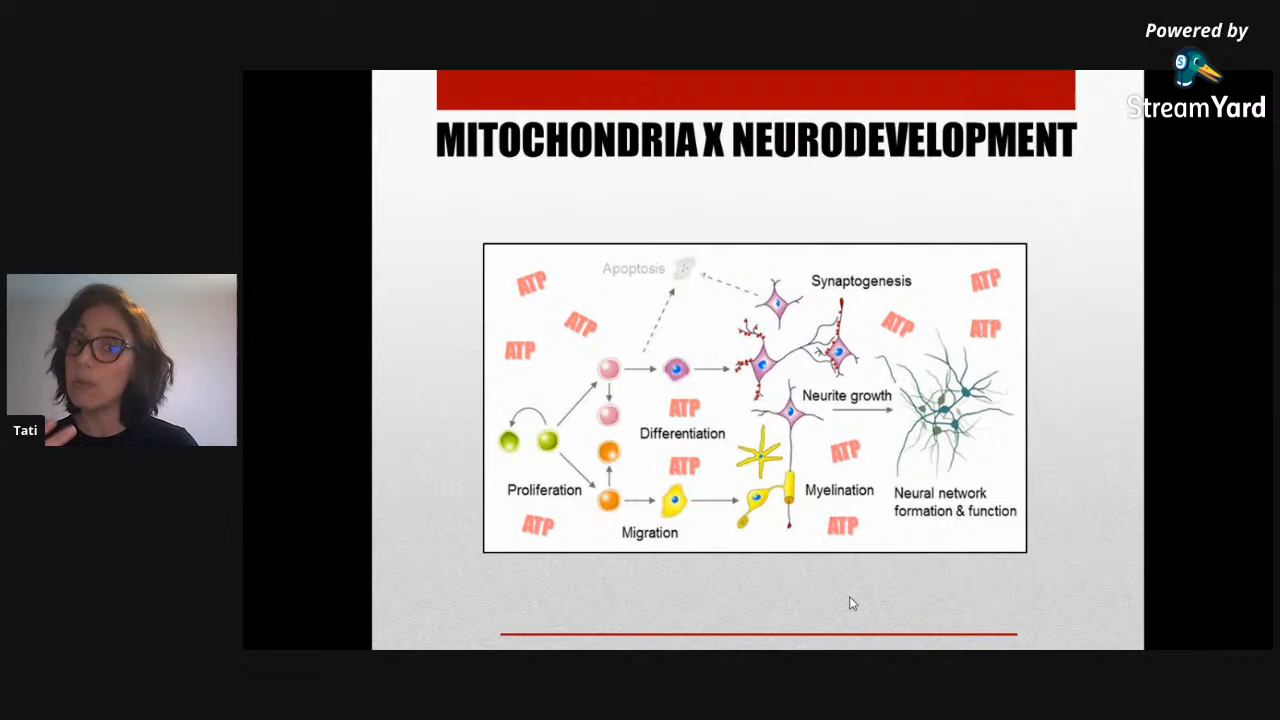 Powered by
StreamYard
MITOCHONDRIA X NEURODEVELOPMENT
Apoptosis
Synaptogenesis
ATP
ATP
ATP
ATP
ATP
ATP
ATP
Differentiation
Neurite growth
ATP
ATP
Proliferation
Migration
Myelination
Neural network
formation & function
ATP
ATP
Tati